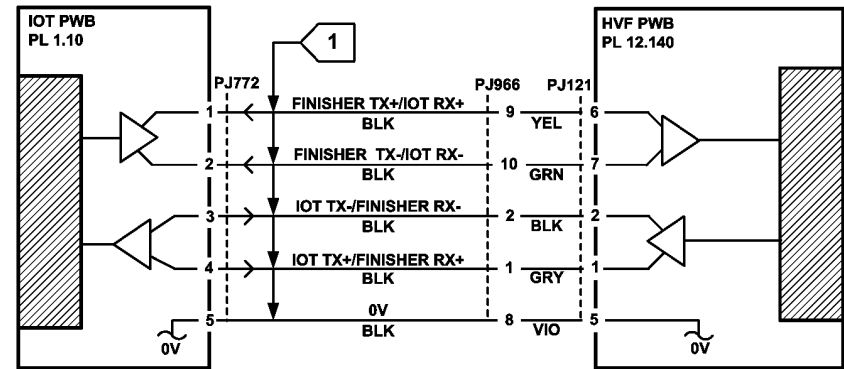 IOT PWB
PL 1.10
HVF PWB
PL 12.140
1
PJ772
PJ966
PJ121
1
FINISHER TX+/IOT RX+
BLK
9
YEL
6
2
FINISHER TX-/IOT RX-
BLK
10
GRN
7
3
IOT TX-/FINISHER RX-
BLK
2
BLK
2
4
IOT TX+/FINISHER RX+
BLK
1
GRY
1
5
0V
BLK
8
VIO
5
0V
0V